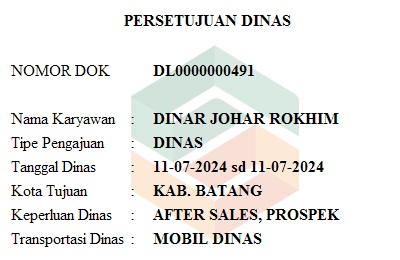 PERSETUJUAN DINAS
NOMOR DOK DL0000000491
Nama Karyawan : DINAR JOHAR ROKHIM
Tipe Pengajuan : DINAS
Tanggal Dinas : 11-07-2024 sd 11-07-2024
Kota Tujuan : KAB. BATANG
Keperluan Dinas : AFTER SALES, PROSPEK
Transportasi Dinas : MOBIL DINAS